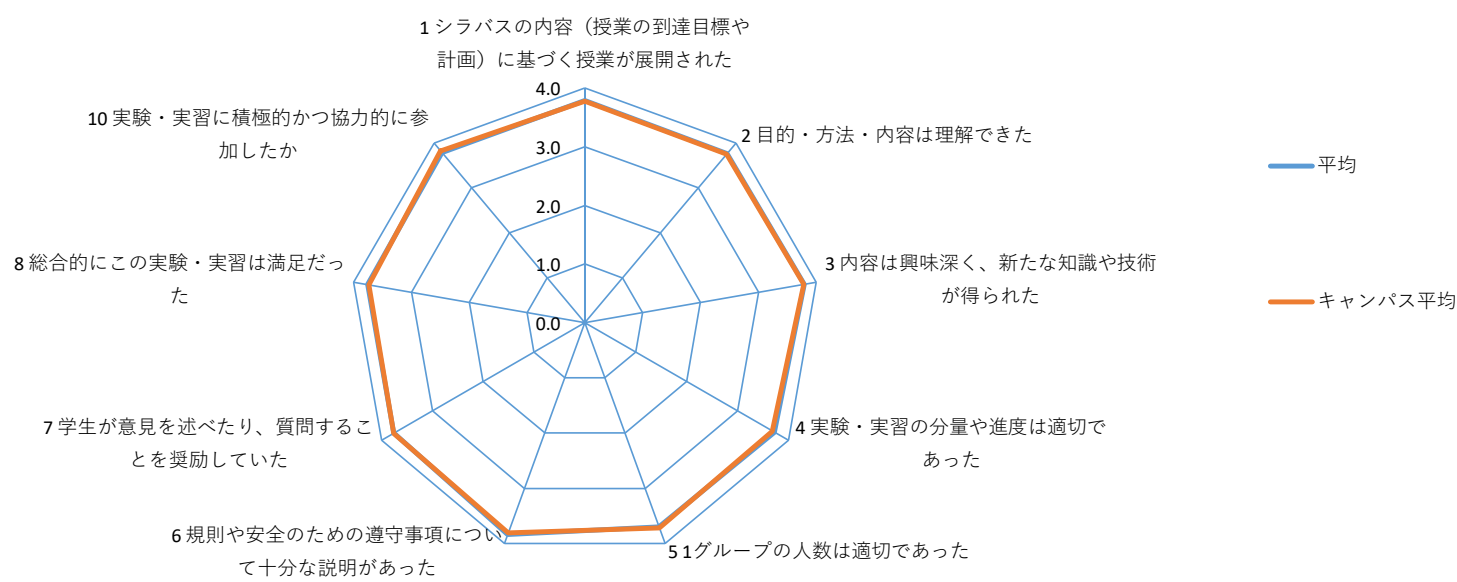 1 シラバスの内容（授業の到達目標や
計画）に基づく授業が展開された
4.0
3.0
2.0
1.0
0.0
2 目的・方法・内容は理解できた
3 内容は興味深く、新たな知識や技術
が得られた
4 実験・実習の分量や進度は適切で
あった
5 1グループの人数は適切であった
6 規則や安全のための遵守事項につい
て十分な説明があった
7 学生が意見を述べたり、質問するこ
とを奨励していた
8 総合的にこの実験・実習は満足だっ
た
10 実験・実習に積極的かつ協力的に参
加したか
平均
キャンパス平均